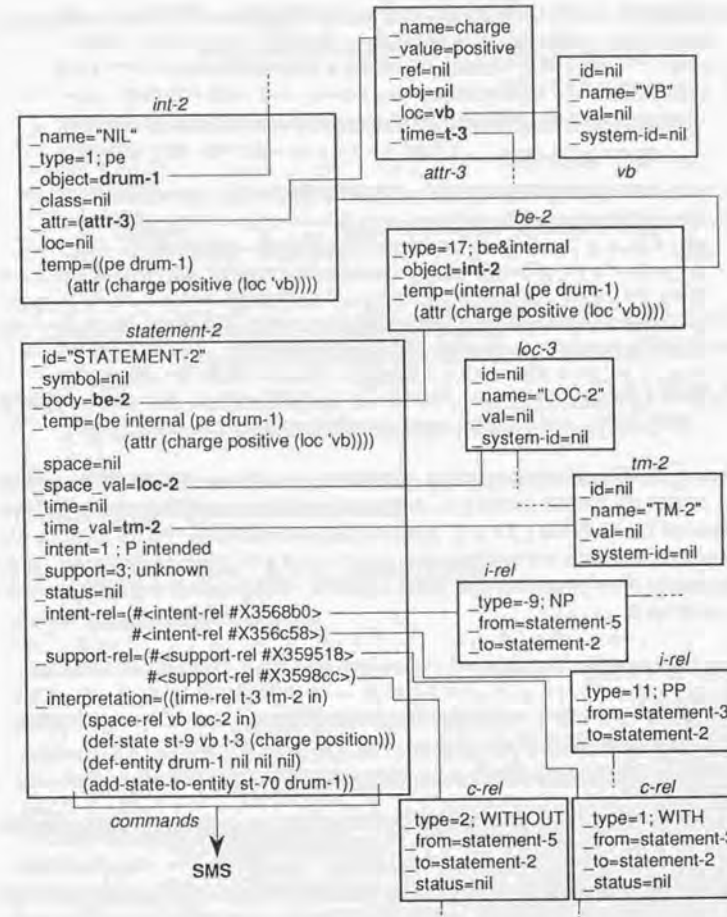 _name=charge
_value=positive
_ref=nil
_obj=nil
_loc=vb
_time=t-3
attr-3
_id=nil
_name="VB"
_val=nil
_system-id=nil
vb
int-2
_name="NIL"
_type=1; pe
_object=drum-1
_class=nil
_attr=(attr-3)
_loc=nil
_temp=((pe drum-1)
(attr (charge positive (loc 'vb))))
be-2
_type=17; be&internal
_object=int-2
_temp=(internal (pe drum-1)
(attr (charge positive (loc 'vb))))
statement-2
_id="STATEMENT-2"
_symbol=nil
_body=be-2
_temp=(be internal (pe drum-1)
(attr (charge positive (loc 'vb))))
_space=nil
_space_val=loc-2
_time=nil
_time_val=tm-2
_intent=1 ; P intended
_support=3; unknown
_status=nil
_intent-rel=(#<intent-rel #X3568b0>
#<intent-rel #X356c58>)
_support-rel=(#<support-rel #X359518>
#<support-rel #X3598cc>)
_interpretation=((time-rel t-3 tm-2 in)
(space-rel vb loc-2 in)
(def-state st-9 vb t-3 (charge position)))
(def-entity drum-1 nil nil nil)
(add-state-to-entity st-70 drum-1))
commands
SMS
loc-3
_id=nil
_name="LOC-2"
_val=nil
_system-id=nil
tm-2
_id=nil
_name="TM-2"
_val=nil
_system-id=nil
i-rel
_type=-9; NP
_from=statement-5
_to=statement-2
i-rel
_type=11; PP
_from=statement-3
_to=statement-2
c-rel
_type=2; WITHOUT
_from=statement-5
_to=statement-2
_status=nil
c-rel
_type=1; WITH
_from=statement-3
_to=statement-2
_status=nil